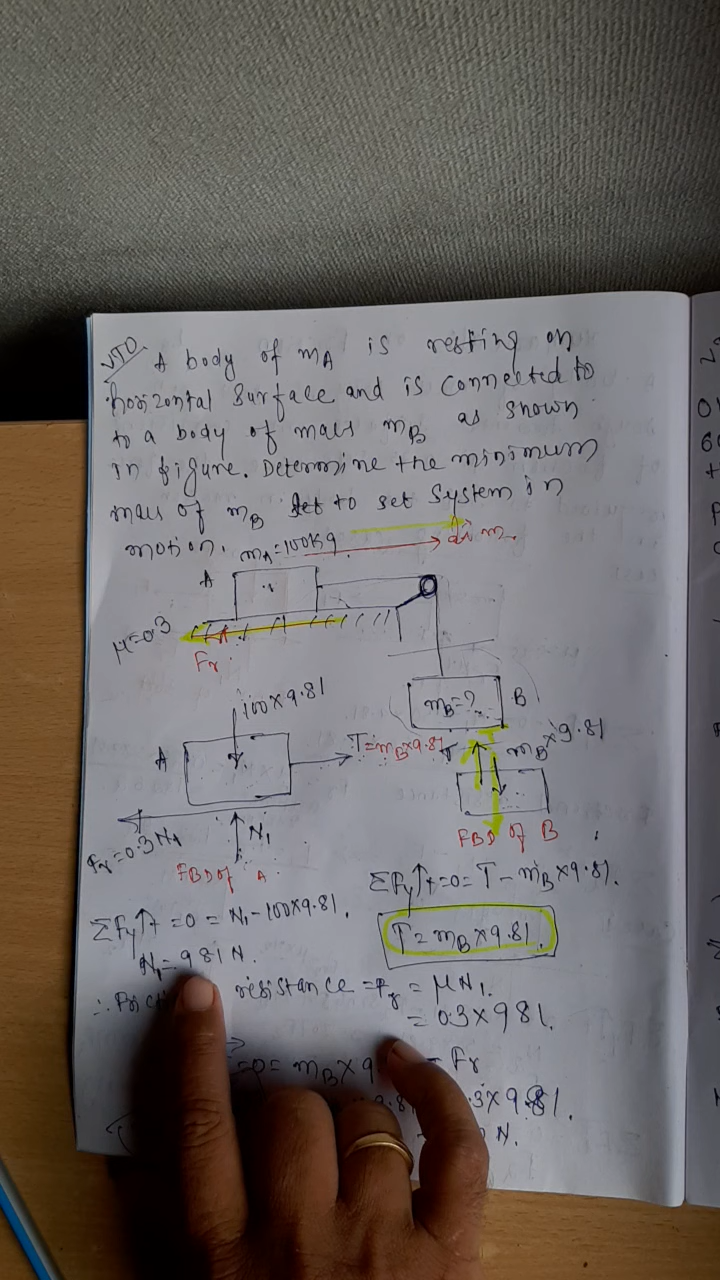 VTU
A body of mA is resting on
horizontal surface and is connected to
to a body of mass mB as shown
in figure. Determine the minimum
mass of mB to set system in
motion.
mA=100Kg
A
μ=0.3
Fr
mB=? B
100×9.81
A
T=mB×9.81
T
mB×9.81
Fr=0.3N1
N1
FBD of A
FBD of B
ΣFy↑+=0=T-mB×9.81.
ΣFy↑+=0=N1-100×9.81.
T=mB×9.81.
N1=981N.
resistance=Fr=μN1.
=0.3×981.
=0=mB×9 = Fr
N.